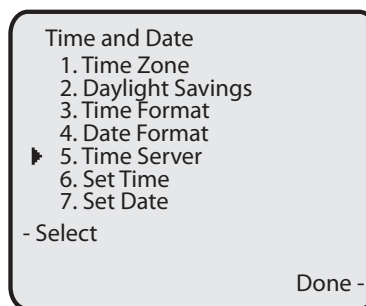 Time and Date
1. Time Zone
2. Daylight Savings
3. Time Format
4. Date Format
5. Time Server
6. Set Time
7. Set Date
- Select
Done -